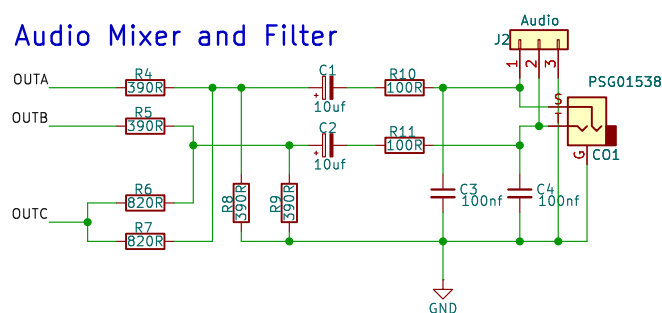 Audio Mixer and Filter
Audio
J2
1 2 3
PSG01538
S
T
G
CO1
OUTA
R4
390R
C1
+
10uf
R10
100R
OUTB
R5
390R
C2
+
10uf
R11
100R
OUTC
R6
820R
R7
820R
R8
390R
R9
390R
C3
100nf
C4
100nf
GND